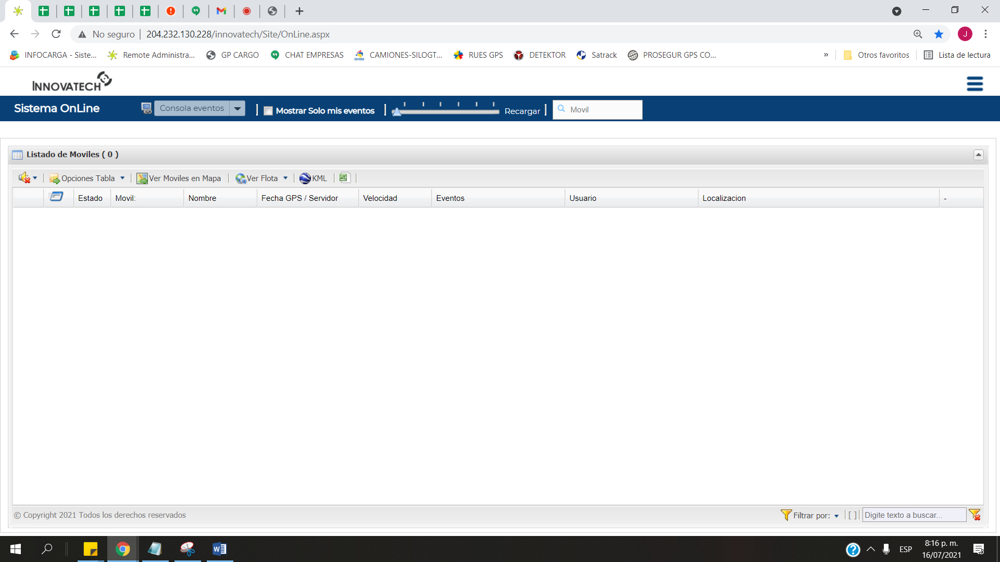 No seguro | 204.232.130.228/innovatech/Site/OnLine.aspx
J
INFOCARGA - Siste... Remote Administra... GP CARGO CHAT EMPRESAS CAMIONES-SILOGT... RUES GPS DETEKTOR Satrack PROSEGUR GPS CO... » Otros favoritos Lista de lectura
INNOVATECH
Sistema OnLine Consola eventos Mostrar Solo mis eventos Recargar Movil
Listado de Moviles ( 0 )
Opciones Tabla Ver Moviles en Mapa Ver Flota KML
Estado Movil: Nombre Fecha GPS / Servidor Velocidad Eventos Usuario Localizacion -
© Copyright 2021 Todos los derechos reservados Filtrar por: [ ] Digite texto a buscar...
ESP 8:16 p. m.
16/07/2021